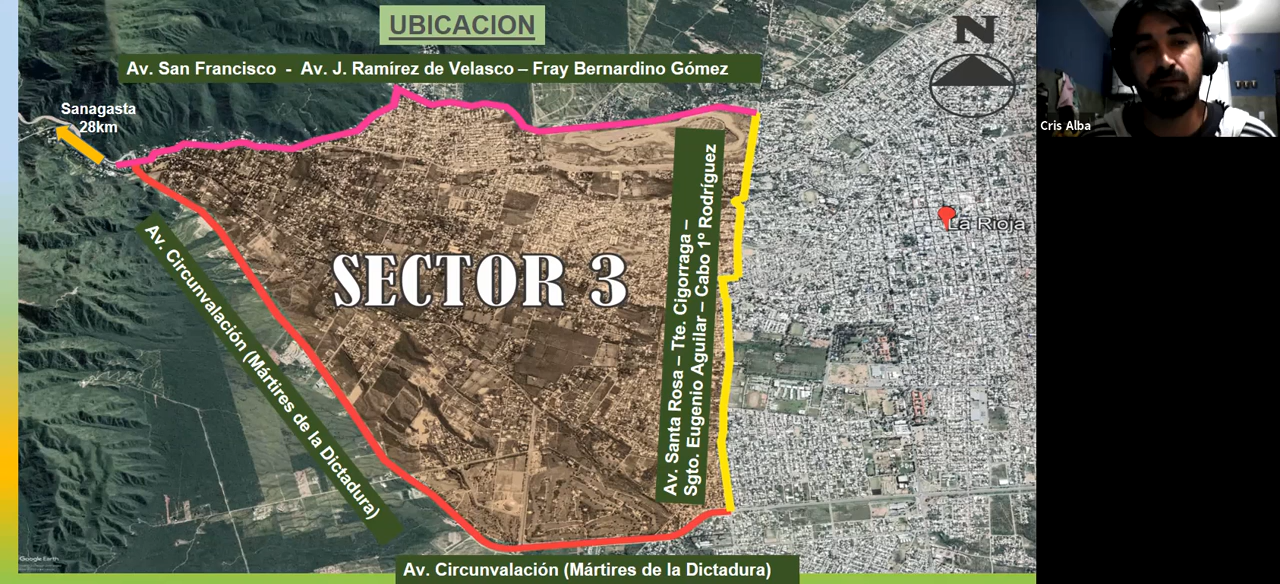 UBICACION
N
Av. San Francisco - Av. J. Ramírez de Velasco – Fray Bernardino Gómez
Sanagasta
28km
Cris Alba
La Rioja
SECTOR 3
Av. Santa Rosa – Tte. Cigorraga –
Sgto. Eugenio Aguilar – Cabo 1º Rodríguez
Av. Circunvalación (Mártires de la Dictadura)
Google Earth
Av. Circunvalación (Mártires de la Dictadura)